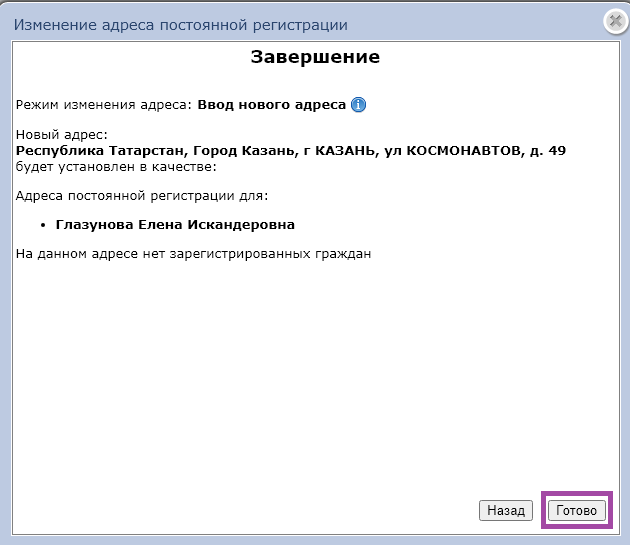 Изменение адреса постоянной регистрации
Завершение
Режим изменения адреса: Ввод нового адреса
Новый адрес:
Республика Татарстан, Город Казань, г КАЗАНЬ, ул КОСМОНАВТОВ, д. 49
будет установлен в качестве:
Адреса постоянной регистрации для:
• Глазунова Елена Искандеровна
На данном адресе нет зарегистрированных граждан
Назад Готово